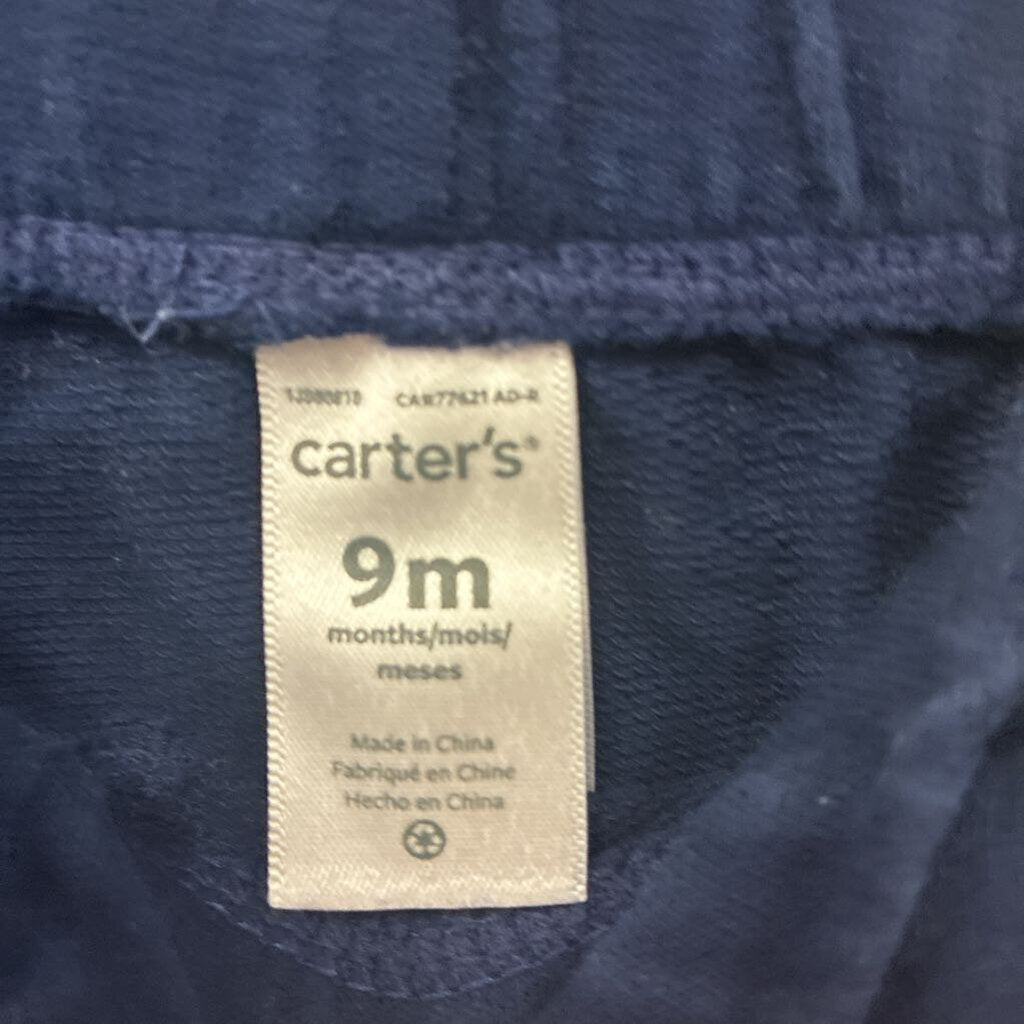 CAR77621 AD-R
carter's®
9m
months/mois/
meses
Made in China
Fabriqué en Chine
Hecho en China